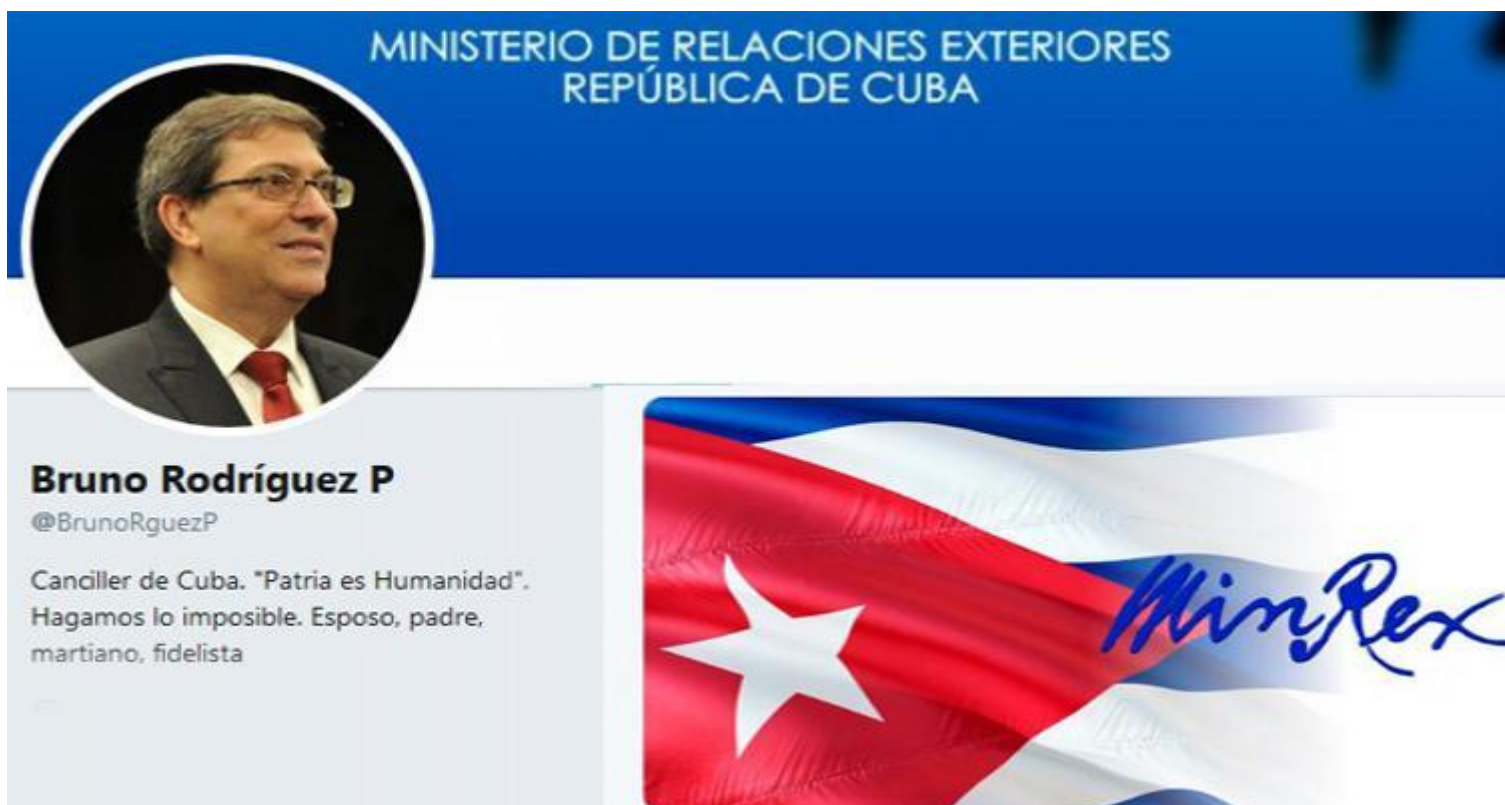 MINISTERIO DE RELACIONES EXTERIORES
REPÚBLICA DE CUBA
Bruno Rodríguez P
@BrunoRguezP
Canciller de Cuba. "Patria es Humanidad".
Hagamos lo imposible. Esposo, padre,
martiano, fidelista
MinRex